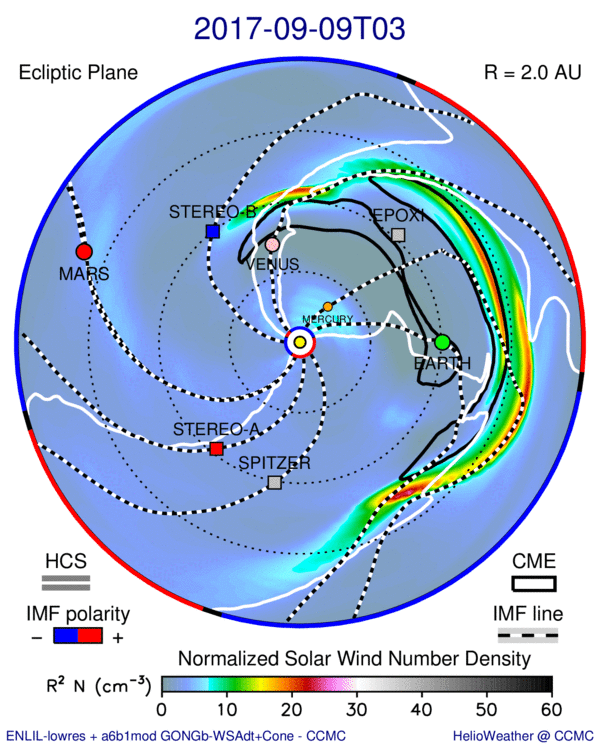 2017-09-09T03
Ecliptic Plane
R = 2.0 AU
STEREO-B
EPOXI
VENUS
MARS
MERCURY
EARTH
STEREO-A
SPITZER
HCS
CME
IMF polarity
IMF line
− +
Normalized Solar Wind Number Density
R² N (cm⁻³)
0 10 20 30 40 50 60
ENLIL-lowres + a6b1mod GONGb-WSAdt+Cone - CCMC
HelioWeather @ CCMC